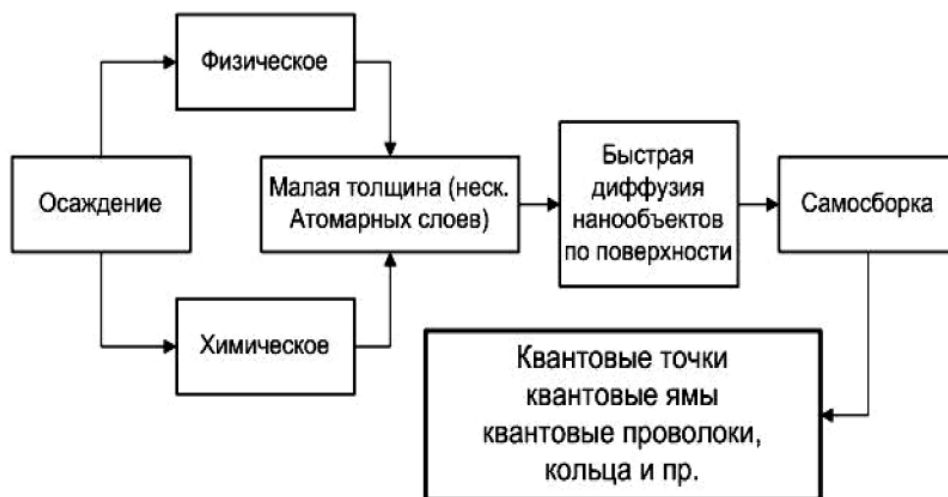 Физическое
Осаждение
Малая толщина (неск.
Атомарных слоев)
Быстрая
диффузия
нанообъектов
по поверхности
Самосборка
Химическое
Квантовые точки
квантовые ямы
квантовые проволоки,
кольца и пр.